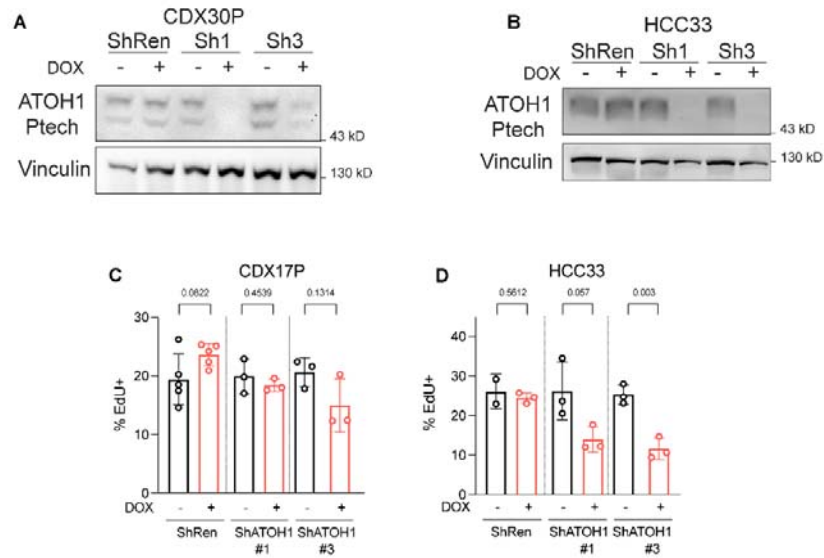 A
CDX30P
ShRen Sh1 Sh3
DOX - + - + - +
ATOH1
Ptech
43 kD
Vinculin
130 kD
B
HCC33
ShRen Sh1 Sh3
DOX - + - + - +
ATOH1
Ptech
43 kD
Vinculin
130 kD
C
CDX17P
0.0822 0.4539 0.1314
30
20
10
0
% EdU+
DOX - + - + - +
ShRen ShATOH1 ShATOH1
#1 #3
D
HCC33
0.5612 0.057 0.003
40
30
20
10
0
% EdU+
DOX - + - + - +
ShRen ShATOH1 ShATOH1
#1 #3